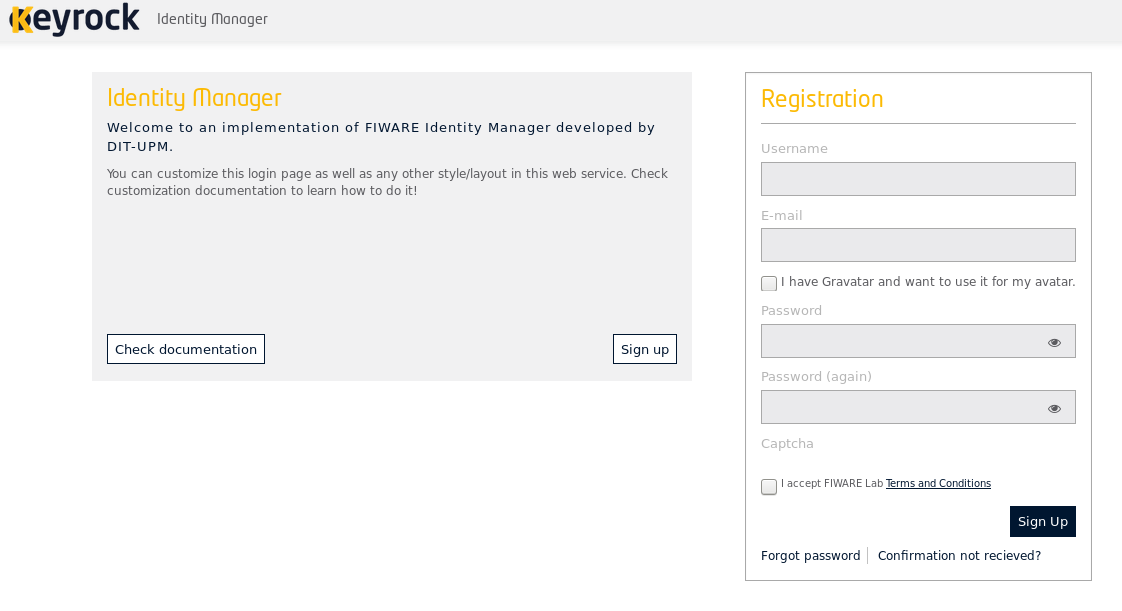 Keyrock Identity Manager
Identity Manager
Welcome to an implementation of FIWARE Identity Manager developed by
DIT-UPM.
You can customize this login page as well as any other style/layout in this web service. Check
customization documentation to learn how to do it!
Check documentation
Sign up
Registration
Username
E-mail
I have Gravatar and want to use it for my avatar.
Password
Password (again)
Captcha
I accept FIWARE Lab Terms and Conditions
Sign Up
Forgot password
Confirmation not recieved?